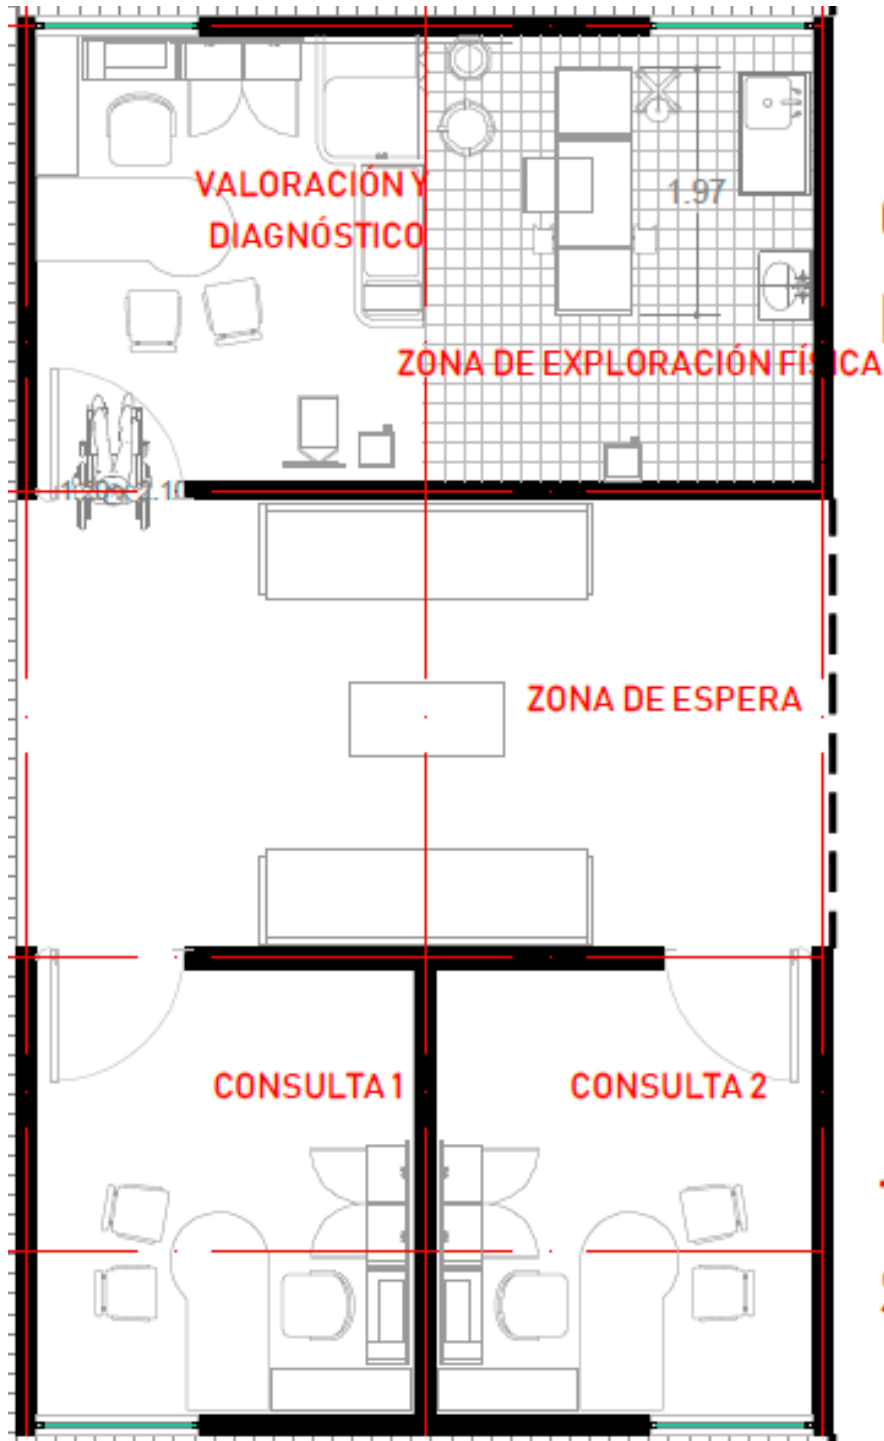 VALORACIÓN Y
DIAGNÓSTICO
1.97
ZONA DE EXPLORACIÓN FÍSICA
ZONA DE ESPERA
CONSULTA 1
CONSULTA 2